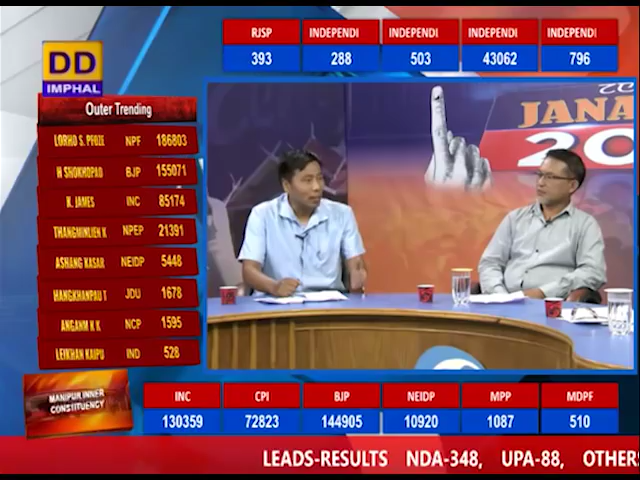 RJSP INDEPENDI INDEPENDI INDEPENDI INDEPENDI
393 288 503 43062 796
DD
IMPHAL
Outer Trending
LORHO S. PFOZE NPF 186803
H SHOKHOPAO BJP 155071
K. JAMES INC 85174
THANGMINLIEN K NPEP 21391
ASHANG KASAR NEIDP 5448
HANGKHANPAU T JDU 1678
ANGAM K K NCP 1595
LEIKHAN KAIPU IND 528
JANA
20
MANIPUR INNER
CONSTITUENCY
INC CPI BJP NEIDP MPP MDPF
130359 72823 144905 10920 1087 510
LEADS-RESULTS NDA-348, UPA-88, OTHERS